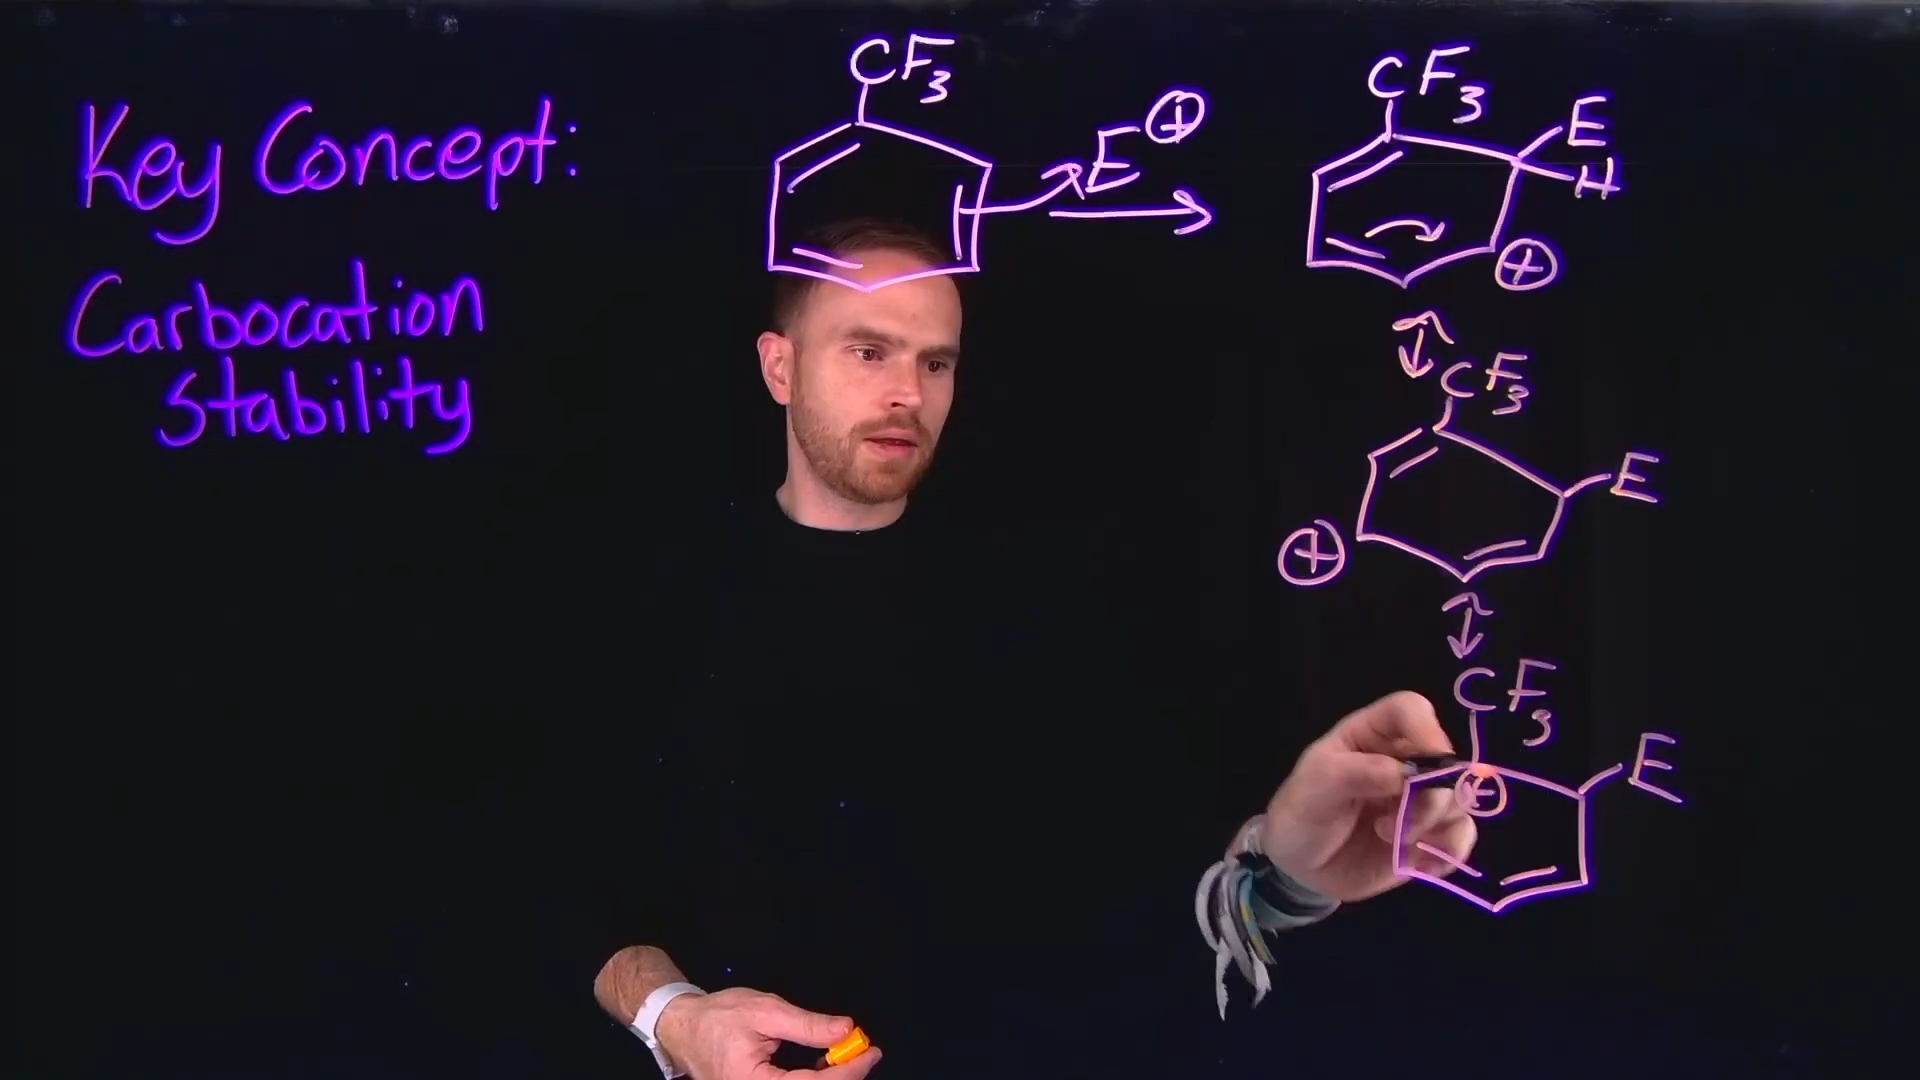 Key Concept:
Carbocation
Stability
CF3
E⊕
CF3
E
H
⊕
CF3
E
⊕
CF3
E
⊕